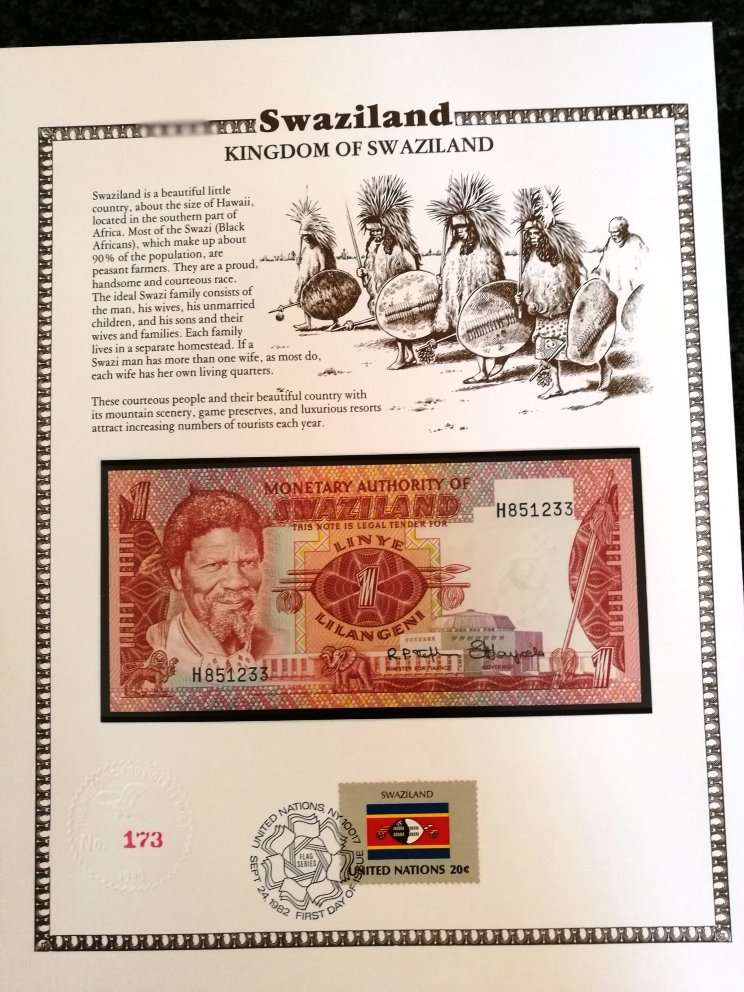 Swaziland
KINGDOM OF SWAZILAND
Swaziland is a beautiful little
country, about the size of Hawaii,
located in the southern part of
Africa. Most of the Swazi (Black
Africans), which make up about
90% of the population, are
peasant farmers. They are a proud,
handsome and courteous race.
The ideal Swazi family consists of
the man, his wives, his unmarried
children, and his sons and their
wives and families. Each family
lives in a separate homestead. If a
Swazi man has more than one wife, as most do,
each wife has her own living quarters.
These courteous people and their beautiful country with
its mountain scenery, game preserves, and luxurious resorts
attract increasing numbers of tourists each year.
1
MONETARY AUTHORITY OF
SWAZILAND
THIS NOTE IS LEGAL TENDER FOR
H851233
LINYE
1
LILANGENI
H851233
MINISTER FOR FINANCE
GOVERNOR
1
No. 173
UNITED NATIONS, NY 10017
FLAG
SERIES
SEPT 24, 1982 FIRST DAY OF ISSUE
SWAZILAND
UNITED NATIONS 20¢